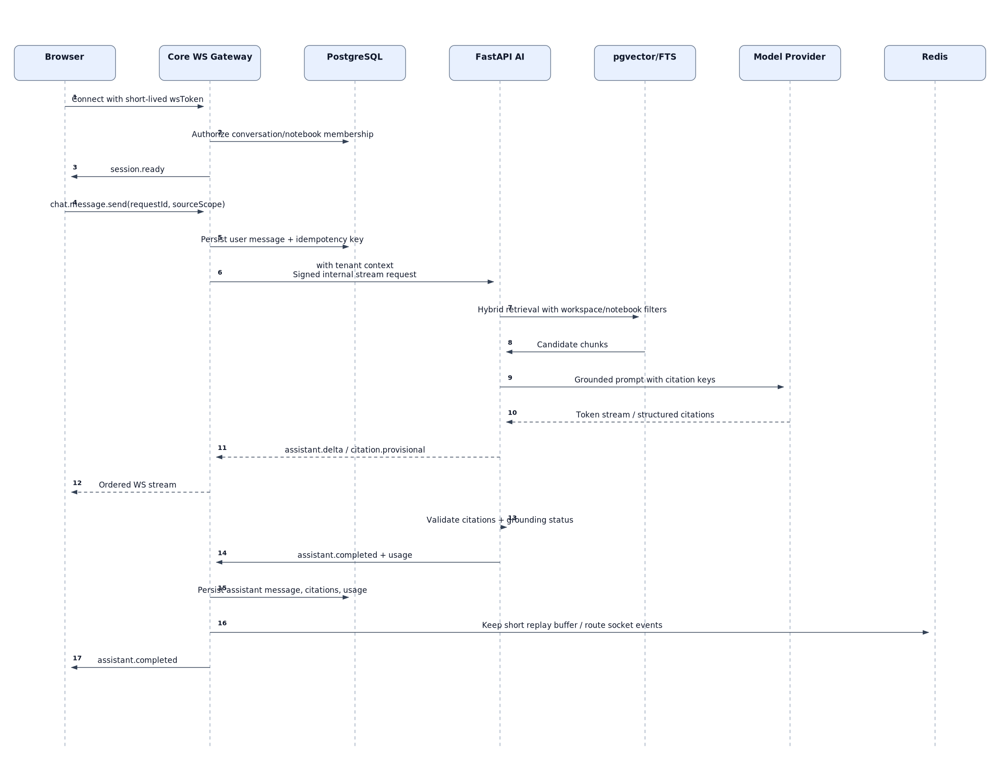 Browser
Core WS Gateway
PostgreSQL
FastAPI AI
pgvector/FTS
Model Provider
Redis
1
Connect with short-lived wsToken
2
Authorize conversation/notebook membership
3
session.ready
4
chat.message.send(requestId, sourceScope)
5
Persist user message + idempotency key
6
with tenant context
Signed internal stream request
7
Hybrid retrieval with workspace/notebook filters
8
Candidate chunks
9
Grounded prompt with citation keys
10
Token stream / structured citations
11
assistant.delta / citation.provisional
12
Ordered WS stream
13
Validate citations + grounding status
14
assistant.completed + usage
15
Persist assistant message, citations, usage
16
Keep short replay buffer / route socket events
17
assistant.completed